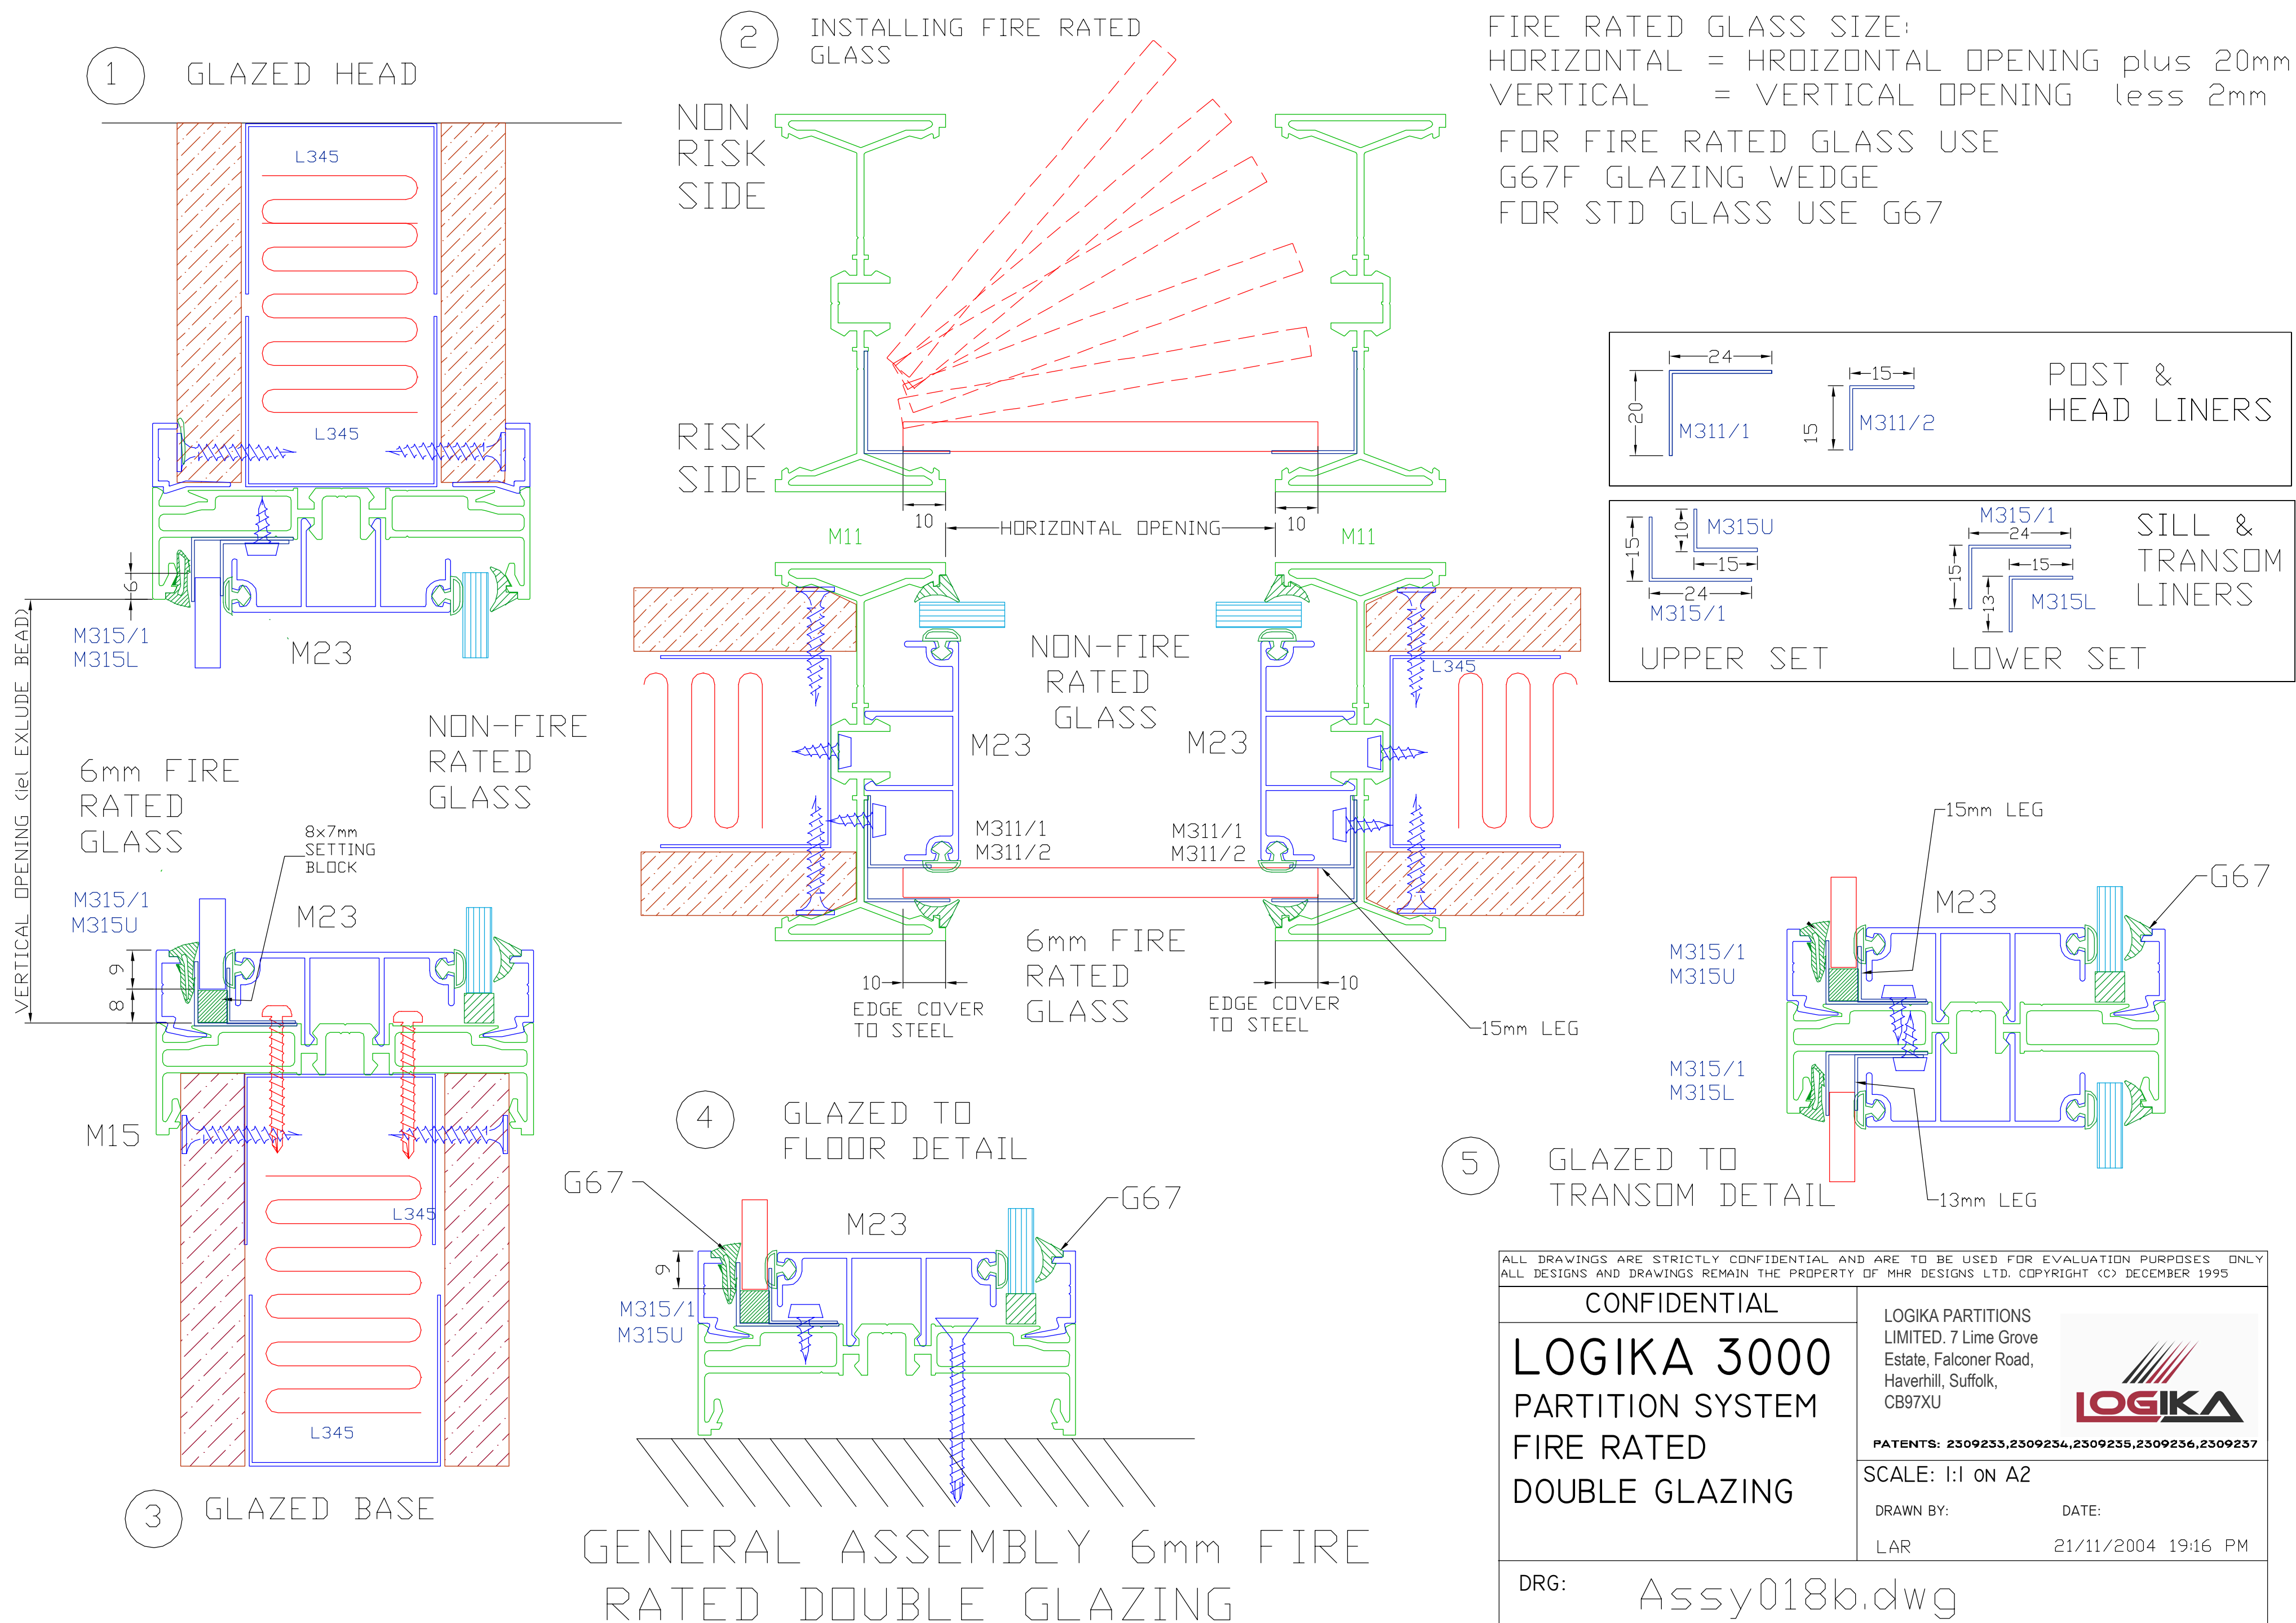 1 GLAZED HEAD
L345
L345
6
M315/1
M315L
M23
VERTICAL OPENING (iel EXLUDE BEAD)
NON-FIRE
RATED
GLASS
6mm FIRE
RATED
GLASS
8x7mm
SETTING
BLOCK
M315/1
M315U
M23
9
8
M15
L345
L345
3 GLAZED BASE
2 INSTALLING FIRE RATED
GLASS
NON
RISK
SIDE
RISK
SIDE
10
HORIZONTAL OPENING
10
M11
M11
NON-FIRE
RATED
GLASS
L345
M23
M23
M311/1
M311/2
M311/1
M311/2
6mm FIRE
RATED
GLASS
10
EDGE COVER
TO STEEL
10
EDGE COVER
TO STEEL
15mm LEG
4 GLAZED TO
FLOOR DETAIL
G67
G67
M23
9
M315/1
M315U
GENERAL ASSEMBLY 6mm FIRE
RATED DOUBLE GLAZING
FIRE RATED GLASS SIZE:
HORIZONTAL = HROIZONTAL OPENING plus 20mm
VERTICAL = VERTICAL OPENING less 2mm
FOR FIRE RATED GLASS USE
G67F GLAZING WEDGE
FOR STD GLASS USE G67
24
20
M311/1
15
15
M311/2
POST &
HEAD LINERS
15
10
M315U
15
24
M315/1
UPPER SET
M315/1
24
15
15
13
M315L
LOWER SET
SILL &
TRANSOM
LINERS
15mm LEG
G67
M23
M315/1
M315U
M315/1
M315L
13mm LEG
5 GLAZED TO
TRANSOM DETAIL
ALL DRAWINGS ARE STRICTLY CONFIDENTIAL AND ARE TO BE USED FOR EVALUATION PURPOSES ONLY
ALL DESIGNS AND DRAWINGS REMAIN THE PROPERTY OF MHR DESIGNS LTD. COPYRIGHT (C) DECEMBER 1995
CONFIDENTIAL
LOGIKA 3000
PARTITION SYSTEM
FIRE RATED
DOUBLE GLAZING
LOGIKA PARTITIONS
LIMITED. 7 Lime Grove
Estate, Falconer Road,
Haverhill, Suffolk,
CB97XU
LOGIKA
PATENTS: 2309233,2309234,2309235,2309236,2309237
SCALE: 1:1 ON A2
DRAWN BY: DATE:
LAR 21/11/2004 19:16 PM
DRG: Assy018b.dwg